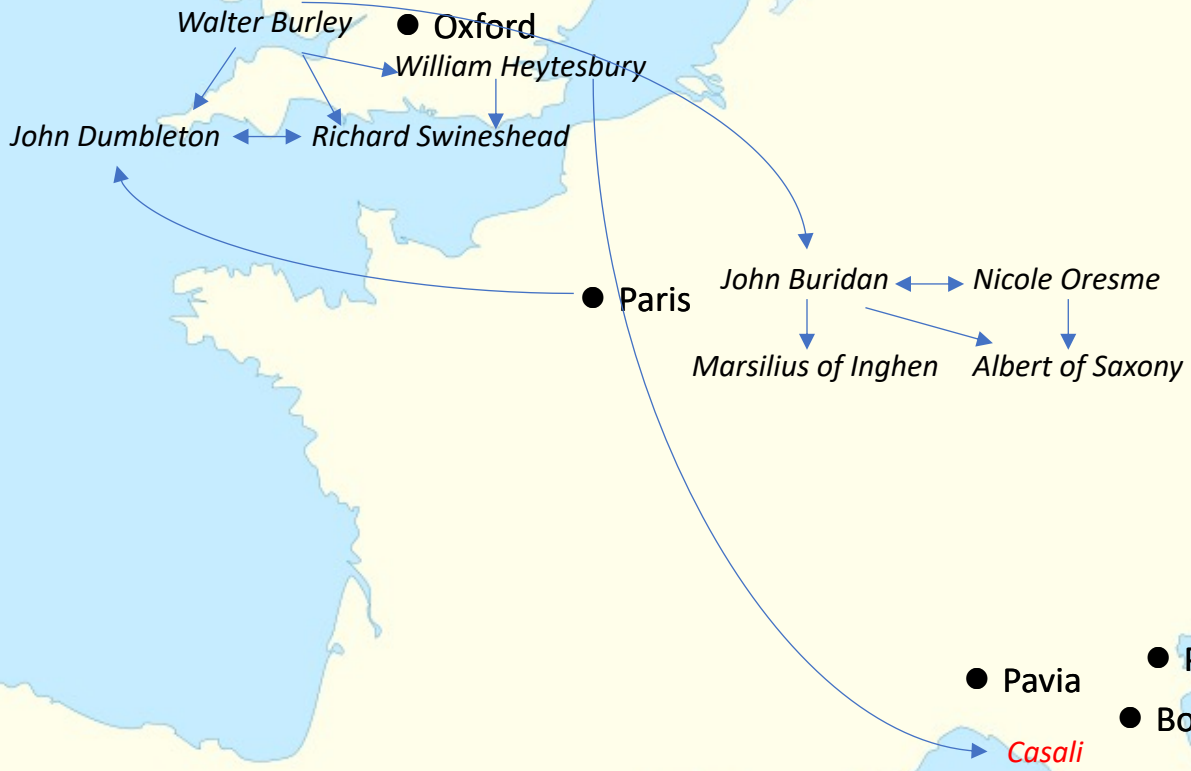 Walter Burley
Oxford
William Heytesbury
John Dumbleton
Richard Swineshead
John Buridan
Nicole Oresme
Paris
Marsilius of Inghen
Albert of Saxony
Pavia
Bo
Casali